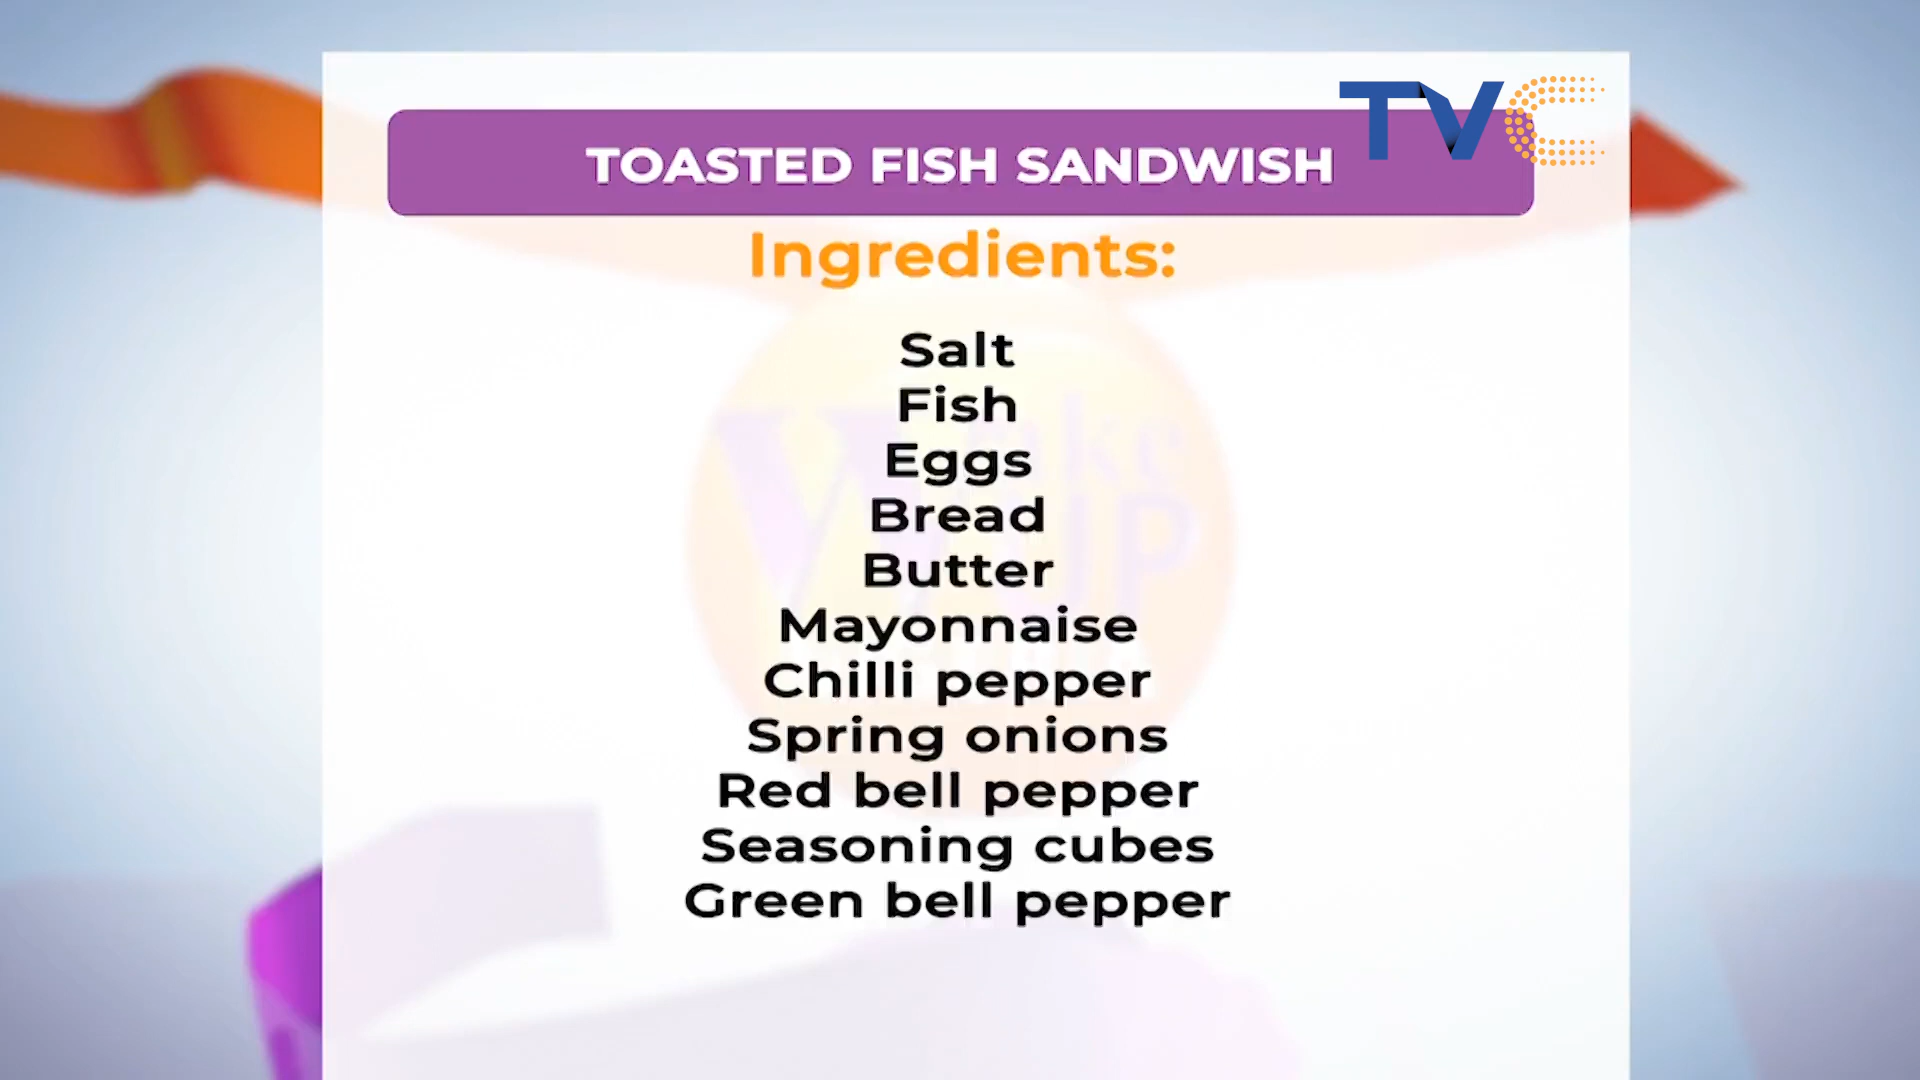 TVC
TOASTED FISH SANDWISH
Ingredients:
Salt
Fish
Eggs
Bread
Butter
Mayonnaise
Chilli pepper
Spring onions
Red bell pepper
Seasoning cubes
Green bell pepper